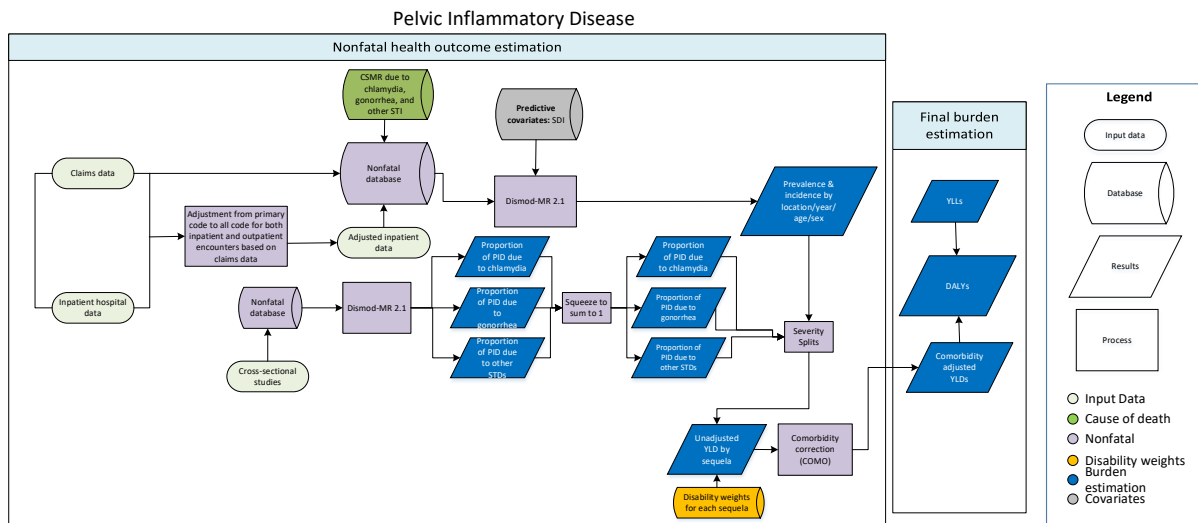 Pelvic Inflammatory Disease
Nonfatal health outcome estimation
CSMR due to
chlamydia,
gonorrhea, and
other STI
Predictive
covariates: SDI
Claims data
Nonfatal
database
Dismod-MR 2.1
Prevalence &
incidence by
location/year/
age/sex
Adjustment from primary
code to all code for both
inpatient and outpatient
encounters based on
claims data
Adjusted inpatient
data
Inpatient hospital
data
Nonfatal
database
Dismod-MR 2.1
Cross-sectional
studies
Proportion
of PID due
to chlamydia
Proportion
of PID due
to
gonorrhea
Proportion
of PID due
to other
STDs
Squeeze to
sum to 1
Proportion
of PID due
to chlamydia
Proportion of
PID due to
gonorrhea
Proportion of
PID due to
other STDs
Severity
Splits
Unadjusted
YLD by
sequela
Comorbidity
correction
(COMO)
Disability weights
for each sequela
Final burden
estimation
YLLs
DALYs
Comorbidity
adjusted
YLDs
Legend
Input data
Database
Results
Process
Input Data
Cause of death
Nonfatal
Disability weights
Burden
estimation
Covariates